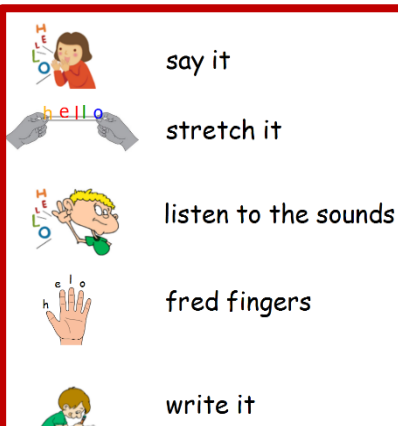 H E L L O
say it
hello
stretch it
H E L L O
listen to the sounds
h e l o
fred fingers
write it